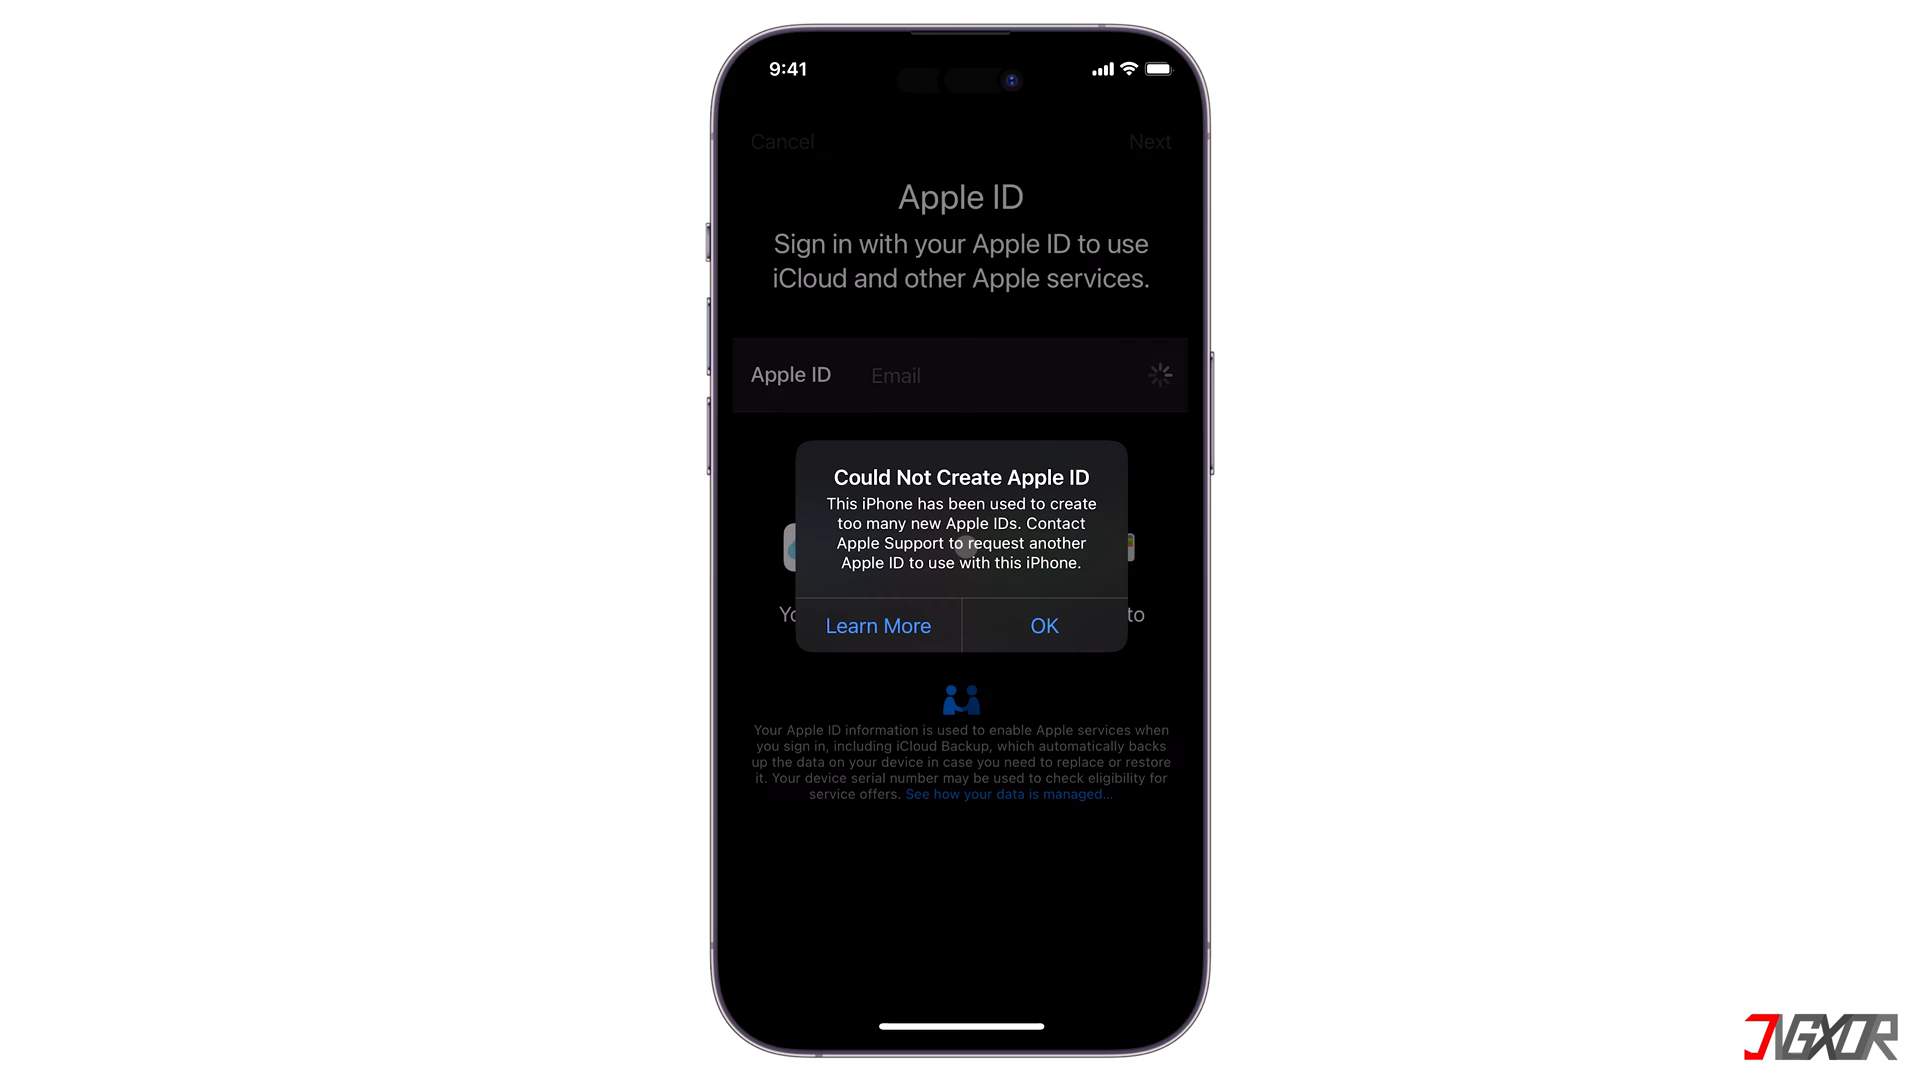 9:41
Cancel
Next
Apple ID
Sign in with your Apple ID to use
iCloud and other Apple services.
Apple ID
Email
Could Not Create Apple ID
This iPhone has been used to create
too many new Apple IDs. Contact
Apple Support to request another
Apple ID to use with this iPhone.
to
Learn More
OK
Your Apple ID information is used to enable Apple services when
you sign in, including iCloud Backup, which automatically backs
up the data on your device in case you need to replace or restore
it. Your device serial number may be used to check eligibility for
service offers. See how your data is managed...
JVGXOR